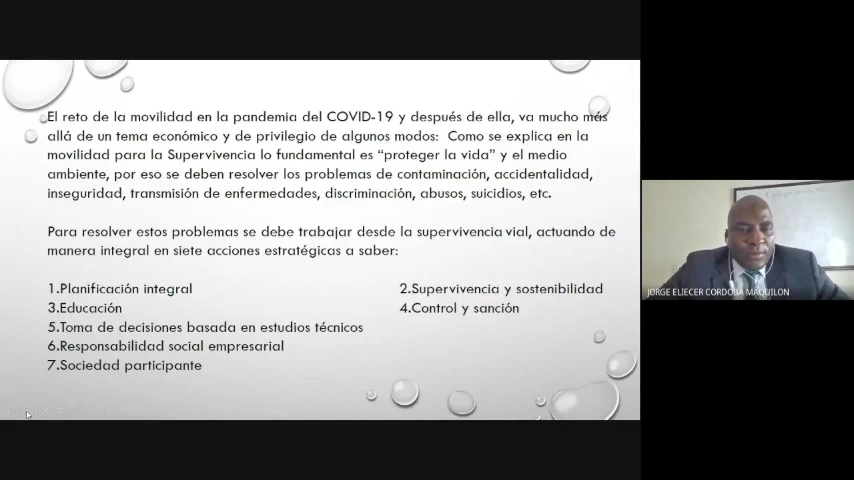 El reto de la movilidad en la pandemia del COVID-19 y después de ella, va mucho más
allá de un tema económico y de privilegio de algunos modos: Como se explica en la
movilidad para la Supervivencia lo fundamental es “proteger la vida” y el medio
ambiente, por eso se deben resolver los problemas de contaminación, accidentalidad,
inseguridad, transmisión de enfermedades, discriminación, abusos, suicidios, etc.
Para resolver estos problemas se debe trabajar desde la supervivencia vial, actuando de
manera integral en siete acciones estratégicas a saber:
1.Planificación integral 2.Supervivencia y sostenibilidad
3.Educación 4.Control y sanción
5.Toma de decisiones basada en estudios técnicos
6.Responsabilidad social empresarial
7.Sociedad participante
JORGE ELIECER CORDOBA MAQUILON